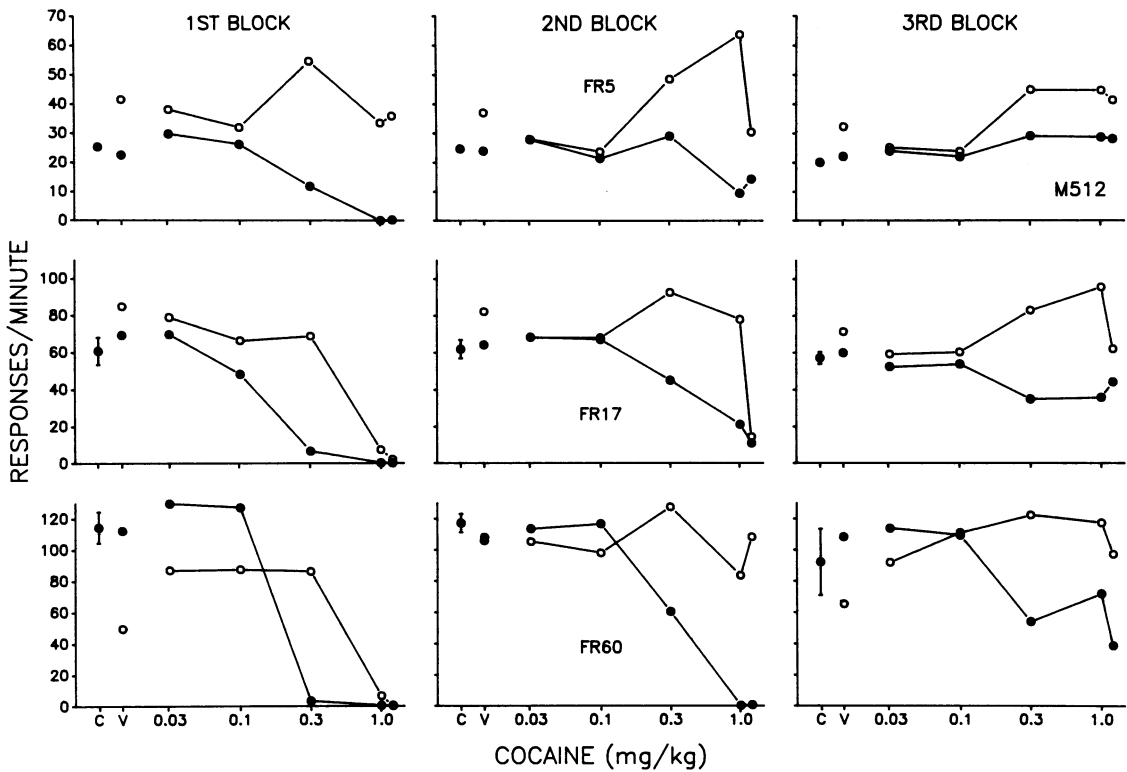 1ST BLOCK
2ND BLOCK
3RD BLOCK
70
60
50
40
30
20
10
0
FR5
M512
100
80
60
40
20
0
FR17
120
100
80
60
40
20
0
FR60
C V 0.03 0.1 0.3 1.0
C V 0.03 0.1 0.3 1.0
C V 0.03 0.1 0.3 1.0
RESPONSES/MINUTE
COCAINE (mg/kg)